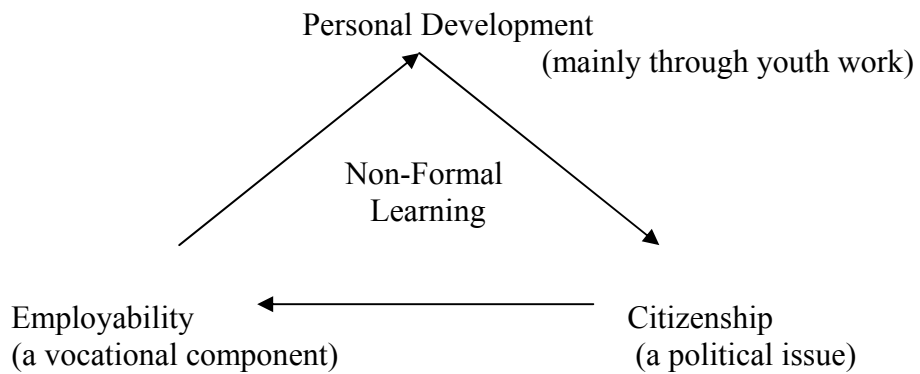 Personal Development
(mainly through youth work)
Non-Formal
Learning
Employability
(a vocational component)
Citizenship
(a political issue)